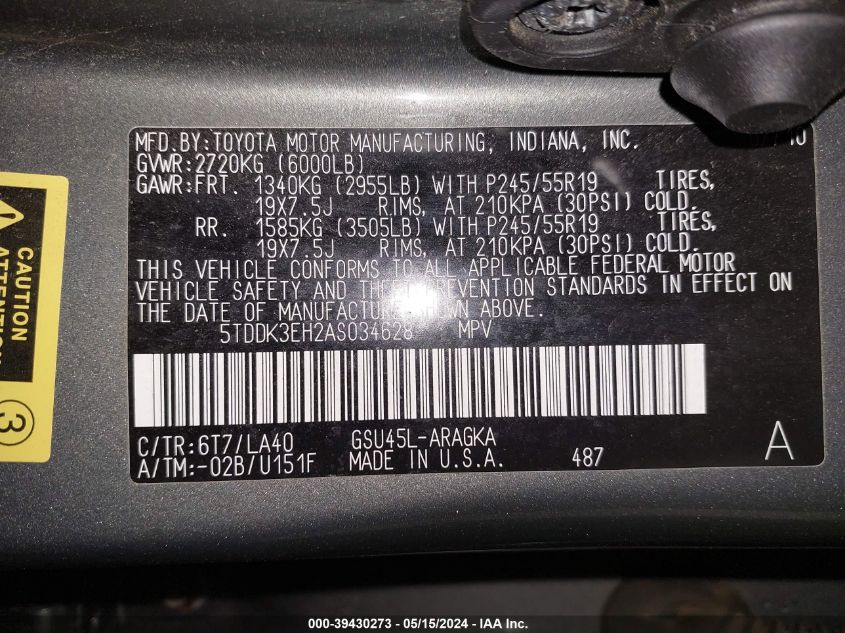 MFD.BY:TOYOTA MOTOR MANUFACTURING, INDIANA, INC.
GVWR:2720KG (6000LB)
GAWR:FRT. 1340KG (2955LB) WITH P245/55R19 TIRES,
19X7.5J RIMS, AT 210KPA (30PSI) COLD.
RR. 1585KG (3505LB) WITH P245/55R19 TIRES,
19X7.5J RIMS, AT 210KPA (30PSI) COLD.
THIS VEHICLE CONFORMS TO ALL APPLICABLE FEDERAL MOTOR
VEHICLE SAFETY AND THEFT PREVENTION STANDARDS IN EFFECT ON
THE DATE OF MANUFACTURE SHOWN ABOVE.
5TDDK3EH2AS034628 MPV
C/TR:6T7/LA40 GSU45L-ARAGKA
A/TM:-02B/U151F MADE IN U.S.A. 487 A
CAUTION
ATTENTION
3
000-39430273 - 05/15/2024 - IAA Inc.